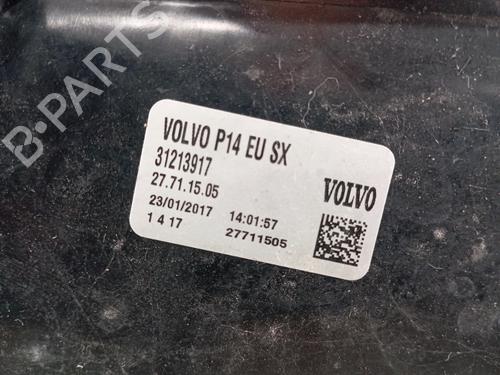 B-PARTS
VOLVO P14 EU SX
31213917
27.71.15.05
23/01/2017 14:01:57
1 4 17 27711505
VOLVO